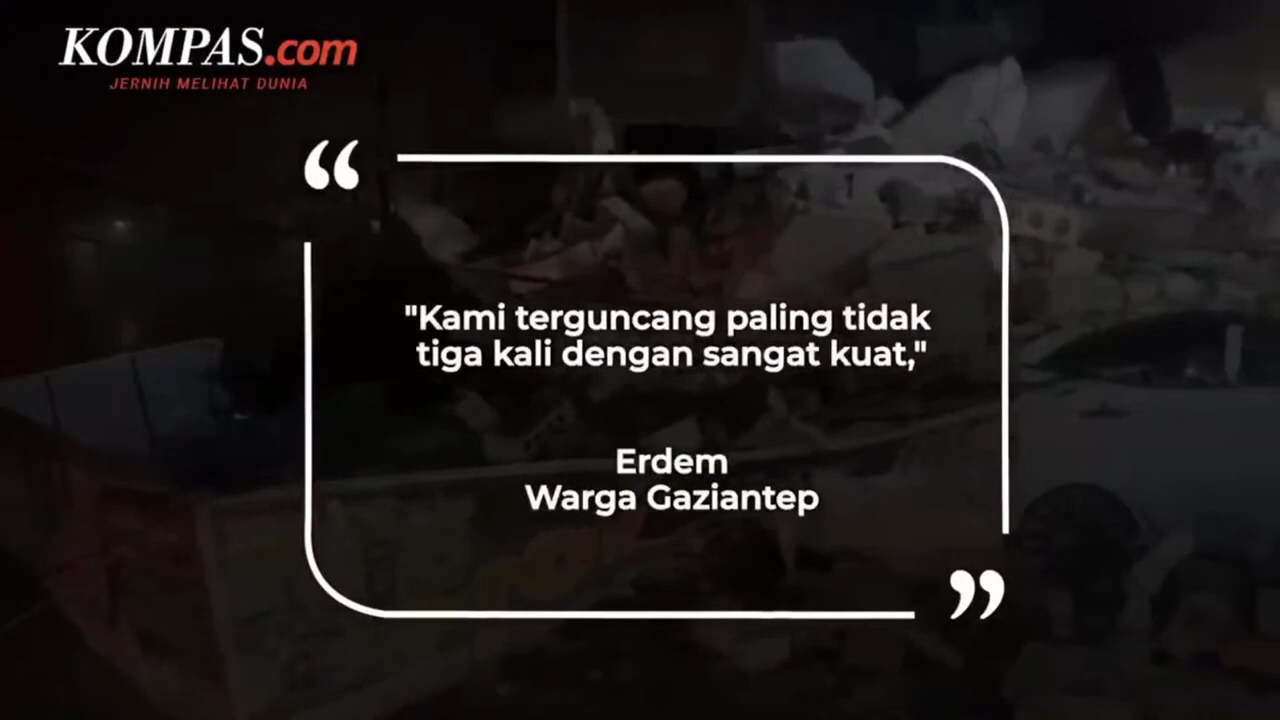 KOMPAS.com
JERNIH MELIHAT DUNIA
"Kami terguncang paling tidak
tiga kali dengan sangat kuat,"
Erdem
Warga Gaziantep